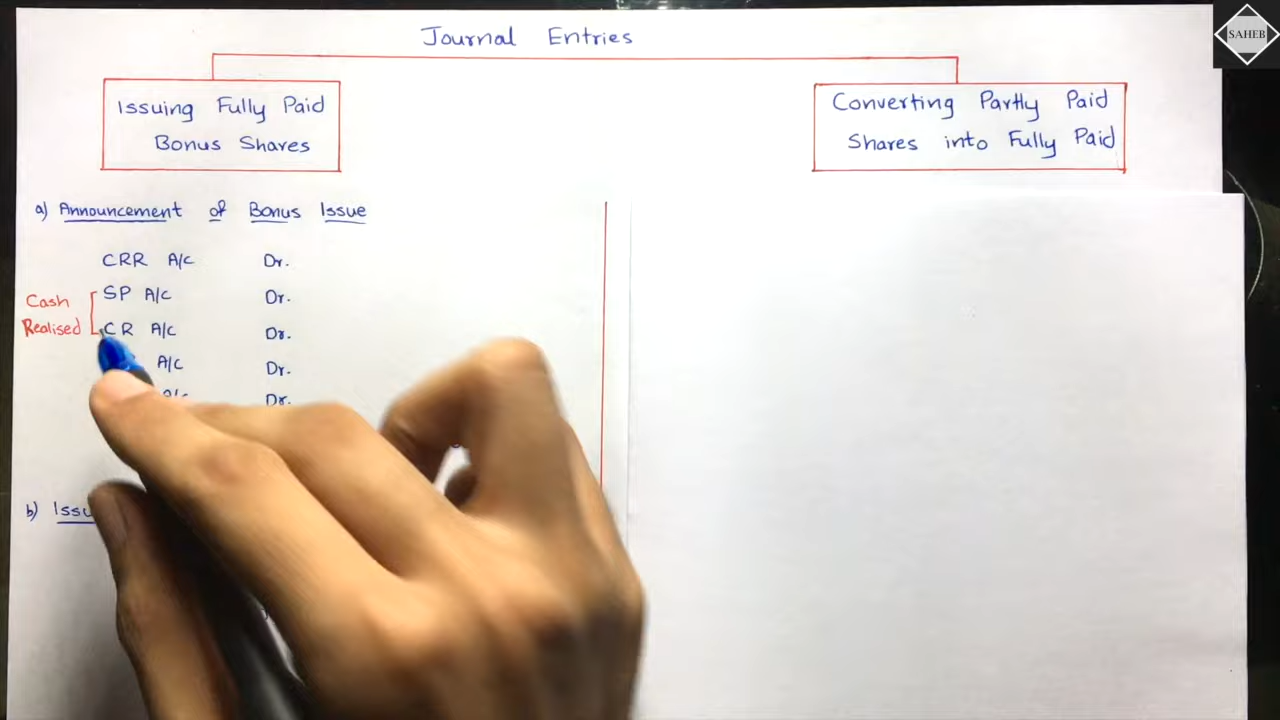 Journal Entries
SAHEB
Issuing Fully Paid
Bonus Shares
Converting Partly Paid
Shares into Fully Paid
a) Announcement of Bonus Issue
CRR A/c Dr.
Cash
Realised
SP A/c Dr.
CR A/c Dr.
A/c Dr.
A/c Dr.
b)